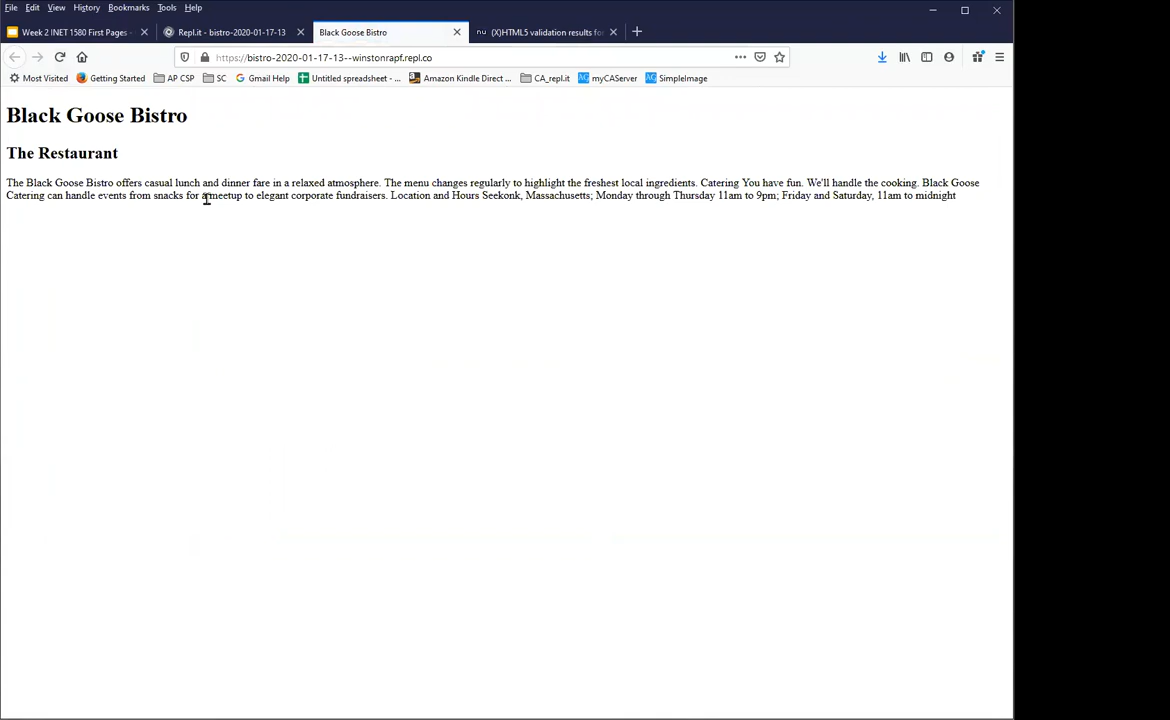 File Edit View History Bookmarks Tools Help
Week 2 INET 1580 First Pages - Repl.it - bistro-2020-01-17-13 Black Goose Bistro nu (X)HTML5 validation results fo
https://bistro-2020-01-17-13--winstonrapf.repl.co
Most Visited Getting Started AP CSP SC Gmail Help Untitled spreadsheet - ... Amazon Kindle Direct ... CA_repl.it AG myCAServer AG SimpleImage
Black Goose Bistro
The Restaurant
The Black Goose Bistro offers casual lunch and dinner fare in a relaxed atmosphere. The menu changes regularly to highlight the freshest local ingredients. Catering You have fun. We'll handle the cooking. Black Goose
Catering can handle events from snacks for a meetup to elegant corporate fundraisers. Location and Hours Seekonk, Massachusetts; Monday through Thursday 11am to 9pm; Friday and Saturday, 11am to midnight